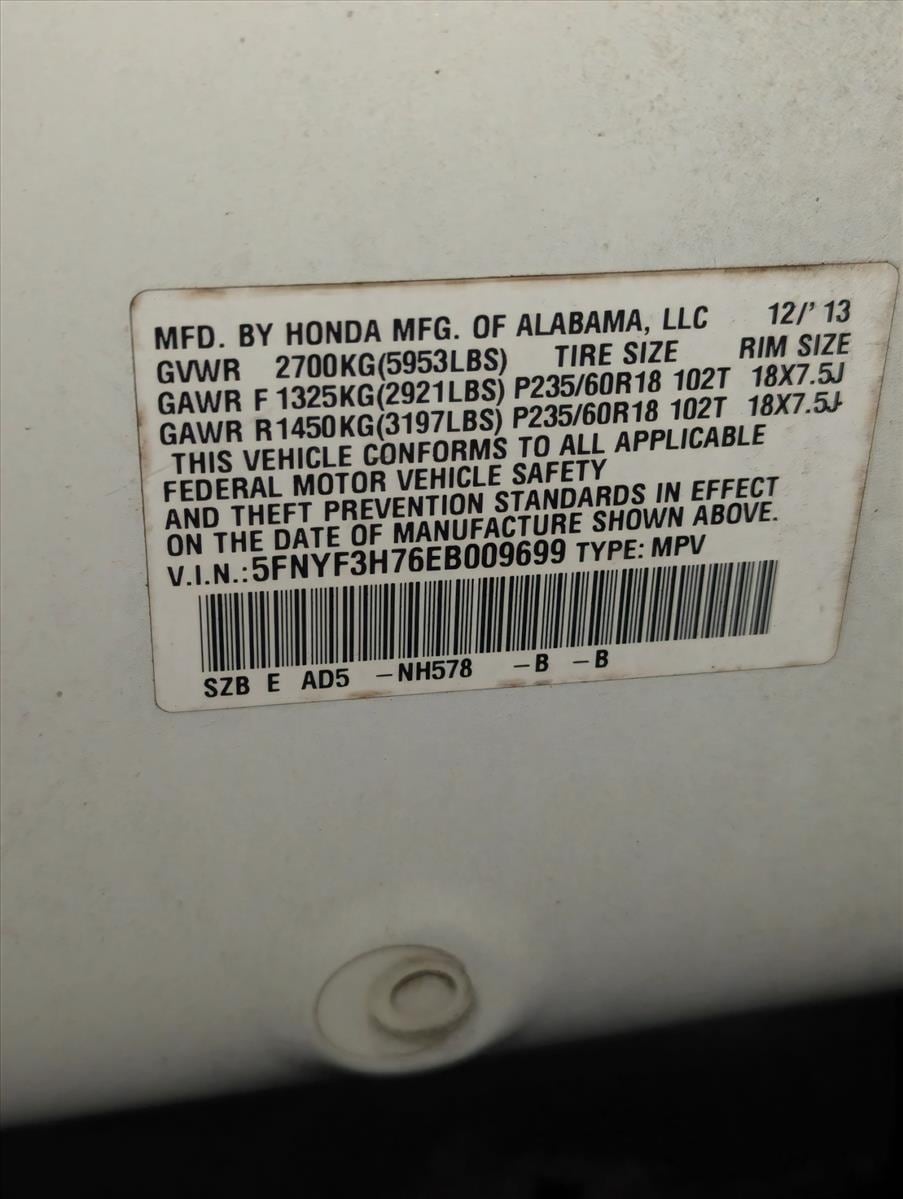 MFD. BY HONDA MFG. OF ALABAMA, LLC 12/' 13
GVWR 2700KG(5953LBS) TIRE SIZE RIM SIZE
GAWR F 1325KG(2921LBS) P235/60R18 102T 18X7.5J
GAWR R 1450KG(3197LBS) P235/60R18 102T 18X7.5J
THIS VEHICLE CONFORMS TO ALL APPLICABLE
FEDERAL MOTOR VEHICLE SAFETY
AND THEFT PREVENTION STANDARDS IN EFFECT
ON THE DATE OF MANUFACTURE SHOWN ABOVE.
V.I.N.:5FNYF3H76EB009699 TYPE: MPV
SZB E AD5 -NH578 -B -B